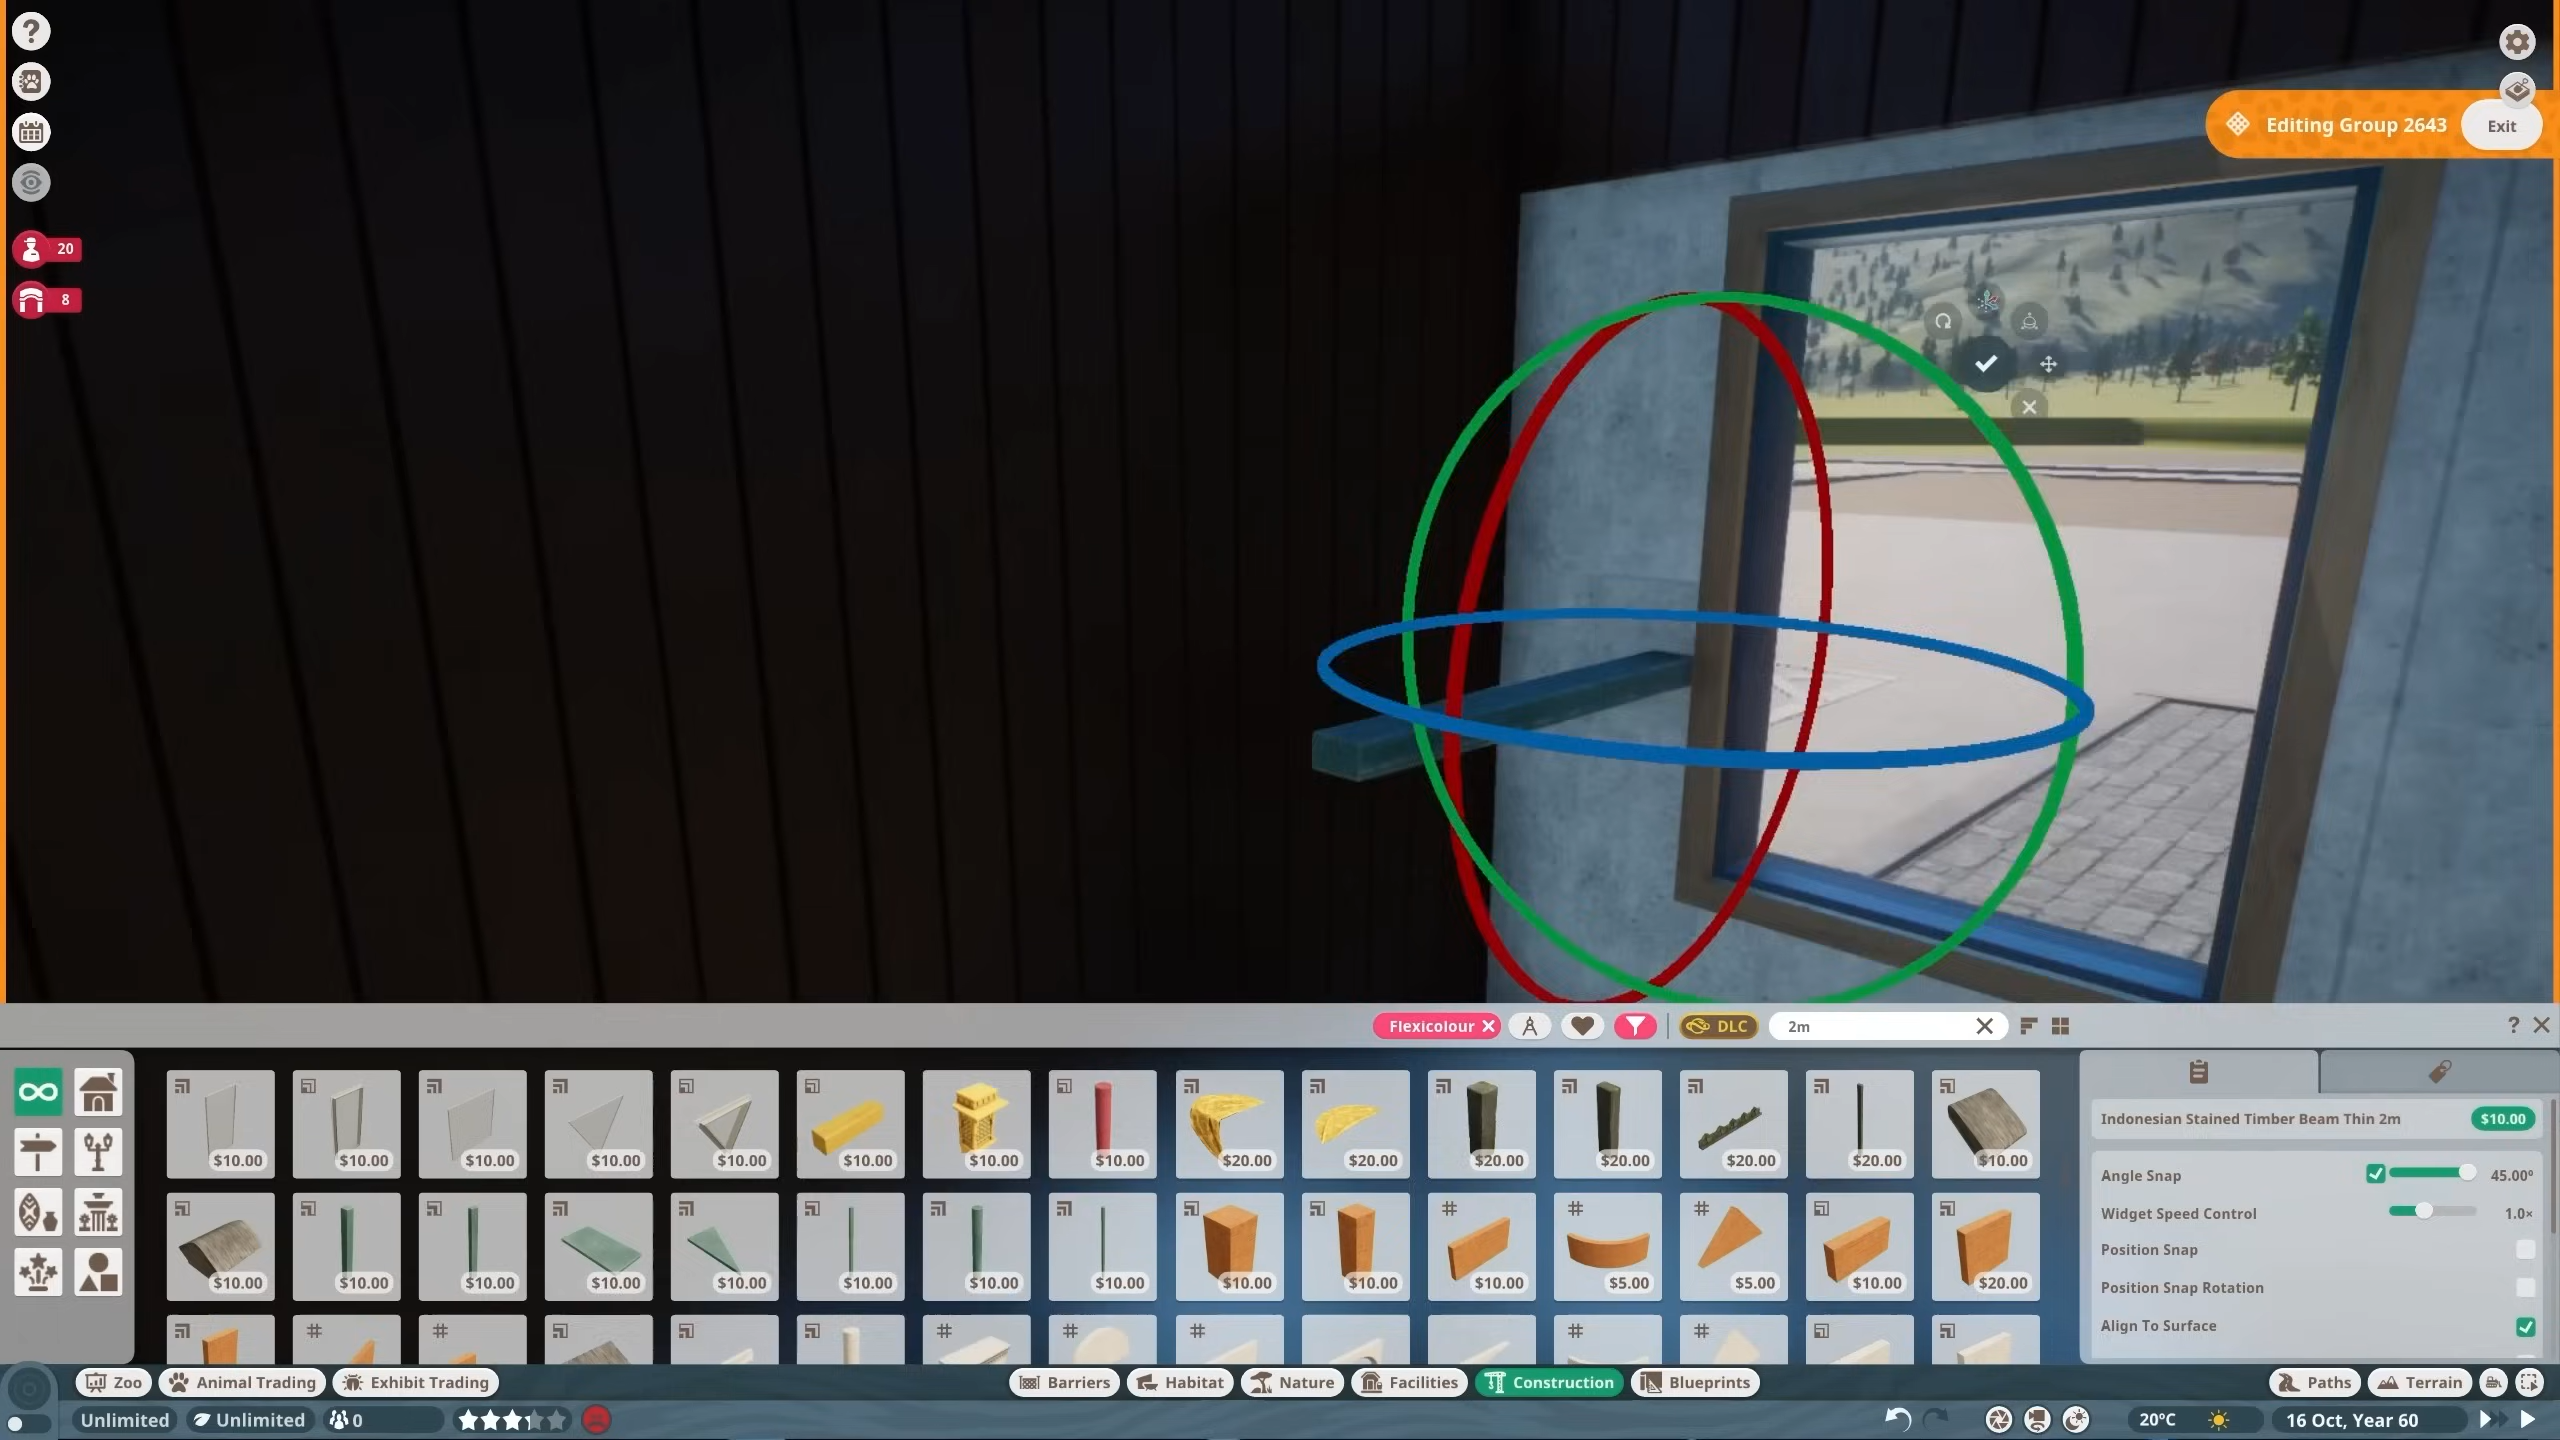 Editing Group 2643
Exit
20
8
Flexicolour
DLC
2m
?
$10.00 $10.00 $10.00 $10.00 $10.00 $10.00 $10.00 $10.00 $20.00 $20.00 $20.00 $20.00 $20.00 $20.00 $10.00
$10.00 $10.00 $10.00 $10.00 $10.00 $10.00 $10.00 $10.00 $10.00 $10.00 $10.00 $5.00 $5.00 $10.00 $20.00
Indonesian Stained Timber Beam Thin 2m $10.00
Angle Snap 45.00°
Widget Speed Control 1.0×
Position Snap
Position Snap Rotation
Align To Surface
Zoo Animal Trading Exhibit Trading Barriers Habitat Nature Facilities Construction Blueprints Paths Terrain
Unlimited Unlimited 0 20°C 16 Oct, Year 60